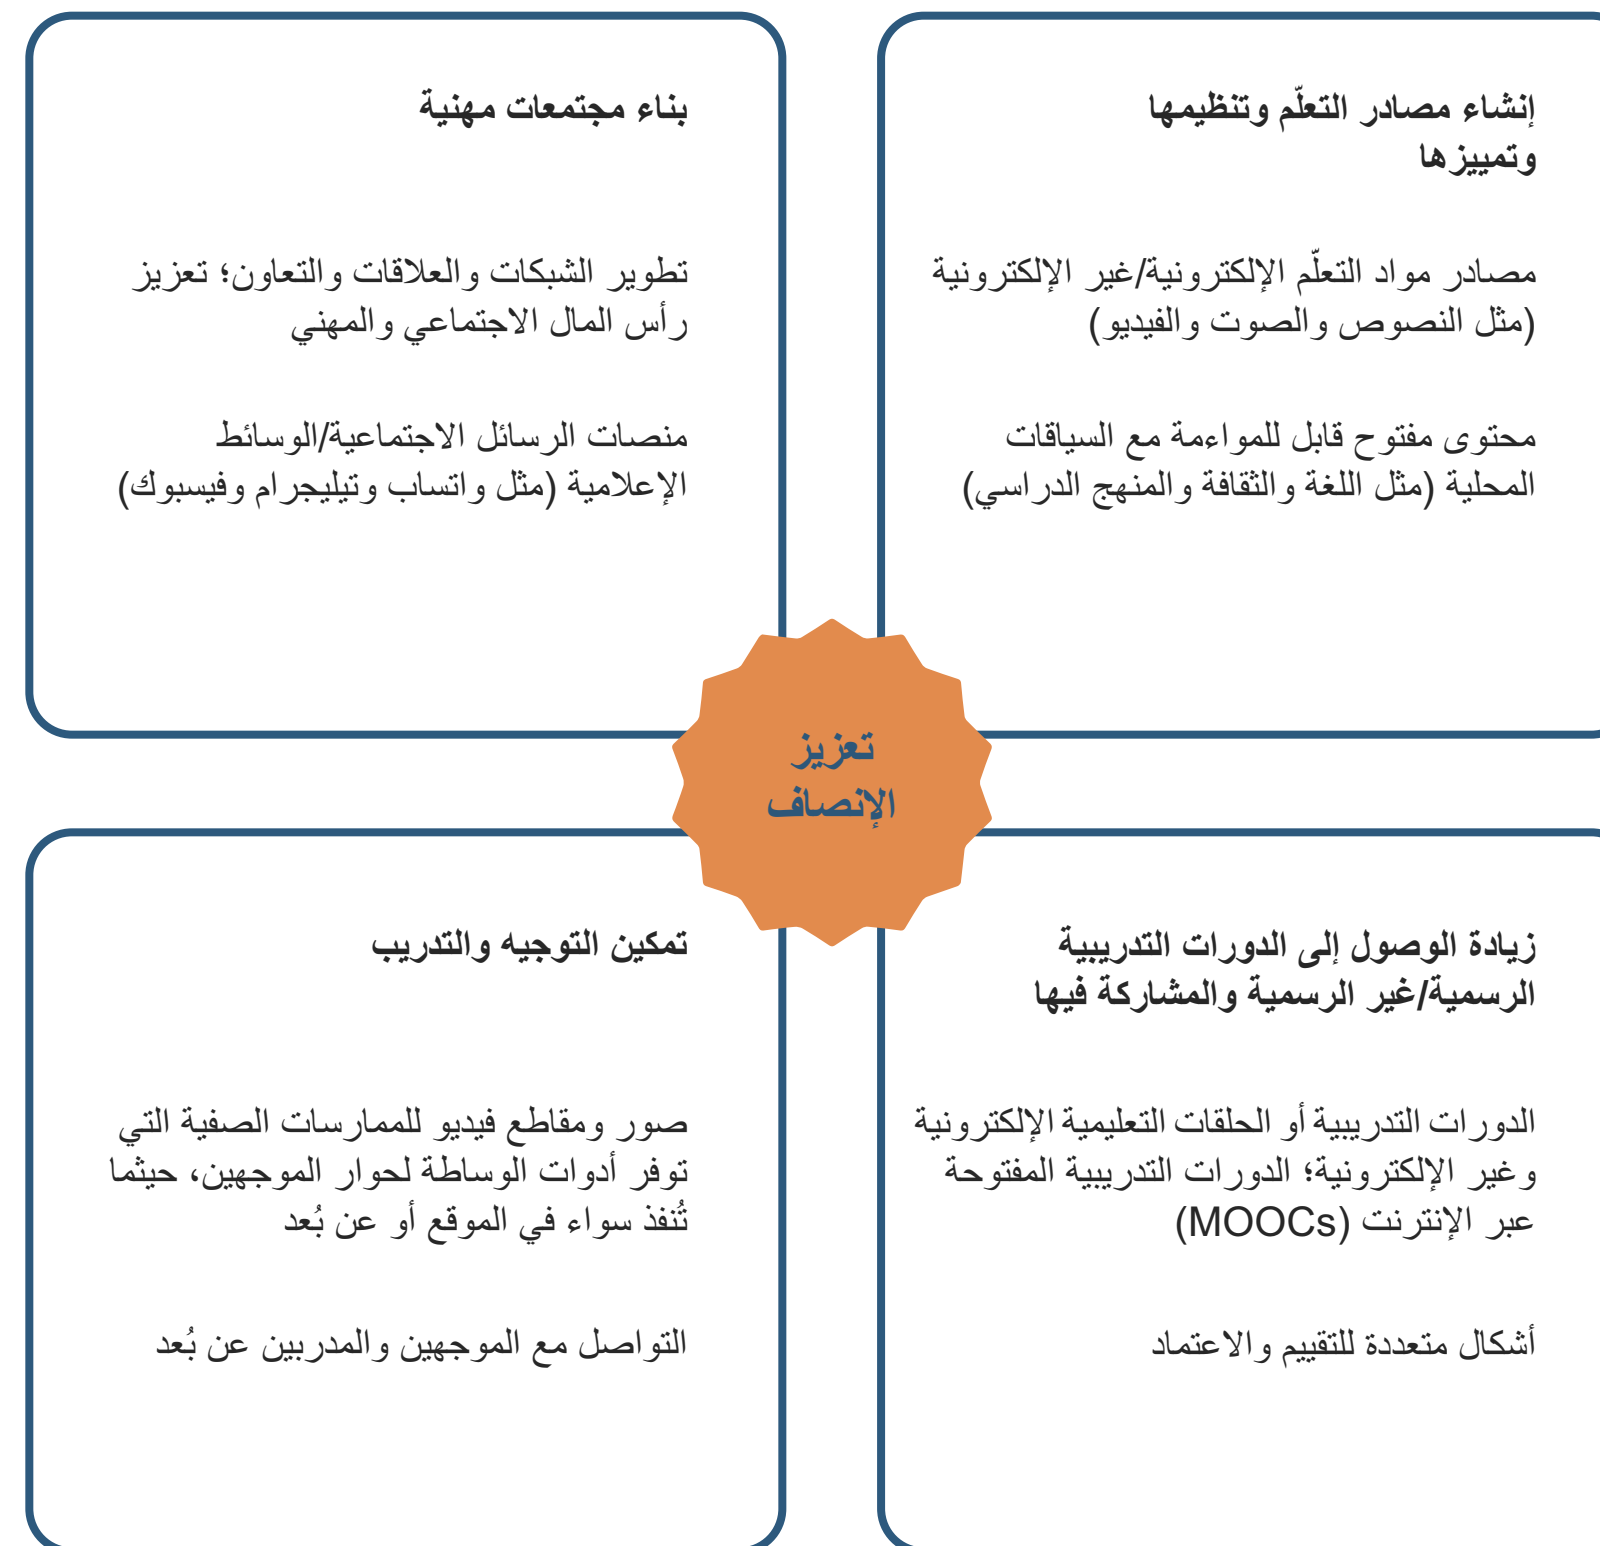 إنشاء مصادر التعلّم وتنظيمها
وتمييزها
مصادر مواد التعلّم الإلكترونية/غير الإلكترونية
(مثل النصوص والصوت والفيديو)
محتوى مفتوح قابل للمواءمة مع السياقات
المحلية (مثل اللغة والثقافة والمنهج الدراسي)
بناء مجتمعات مهنية
تطوير الشبكات والعلاقات والتعاون؛ تعزيز
رأس المال الاجتماعي والمهني
منصات الرسائل الاجتماعية/الوسائط
الإعلامية (مثل واتساب وتيليجرام وفيسبوك)
تعزيز
الإنصاف
زيادة الوصول إلى الدورات التدريبية
الرسمية/غير الرسمية والمشاركة فيها
الدورات التدريبية أو الحلقات التعليمية الإلكترونية
وغير الإلكترونية؛ الدورات التدريبية المفتوحة
عبر الإنترنت (MOOCs)
أشكال متعددة للتقييم والاعتماد
تمكين التوجيه والتدريب
صور ومقاطع فيديو للممارسات الصفية التي
توفر أدوات الوساطة لحوار الموجهين، حيثما
تُنفذ سواء في الموقع أو عن بُعد
التواصل مع الموجهين والمدربين عن بُعد